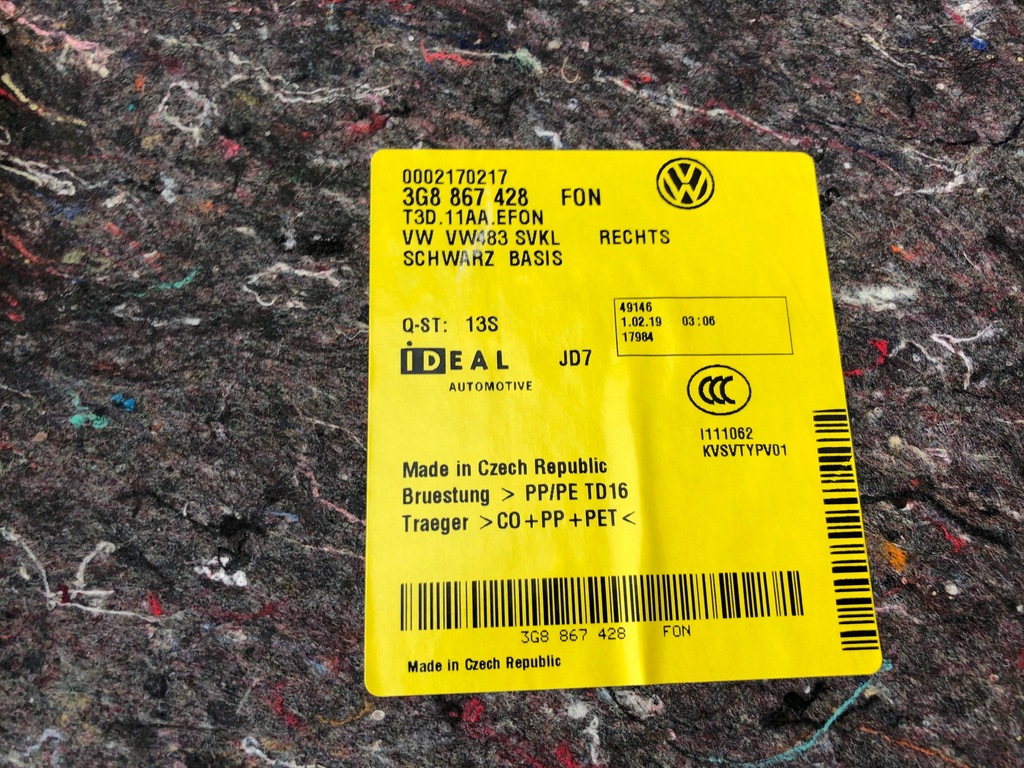 0002170217
3G8 867 428 FON
T3D.11AA.EFON
VW VW483 SVKL RECHTS
SCHWARZ BASIS
Q-ST: 13S
49146
1.02.19 03:06
17984
iDEAL JD7
AUTOMOTIVE
CCC
I111062
KVSVTYPV01
Made in Czech Republic
Bruestung > PP/PE TD16
Traeger >CO+PP+PET<
3G8 867 428 FON
Made in Czech Republic